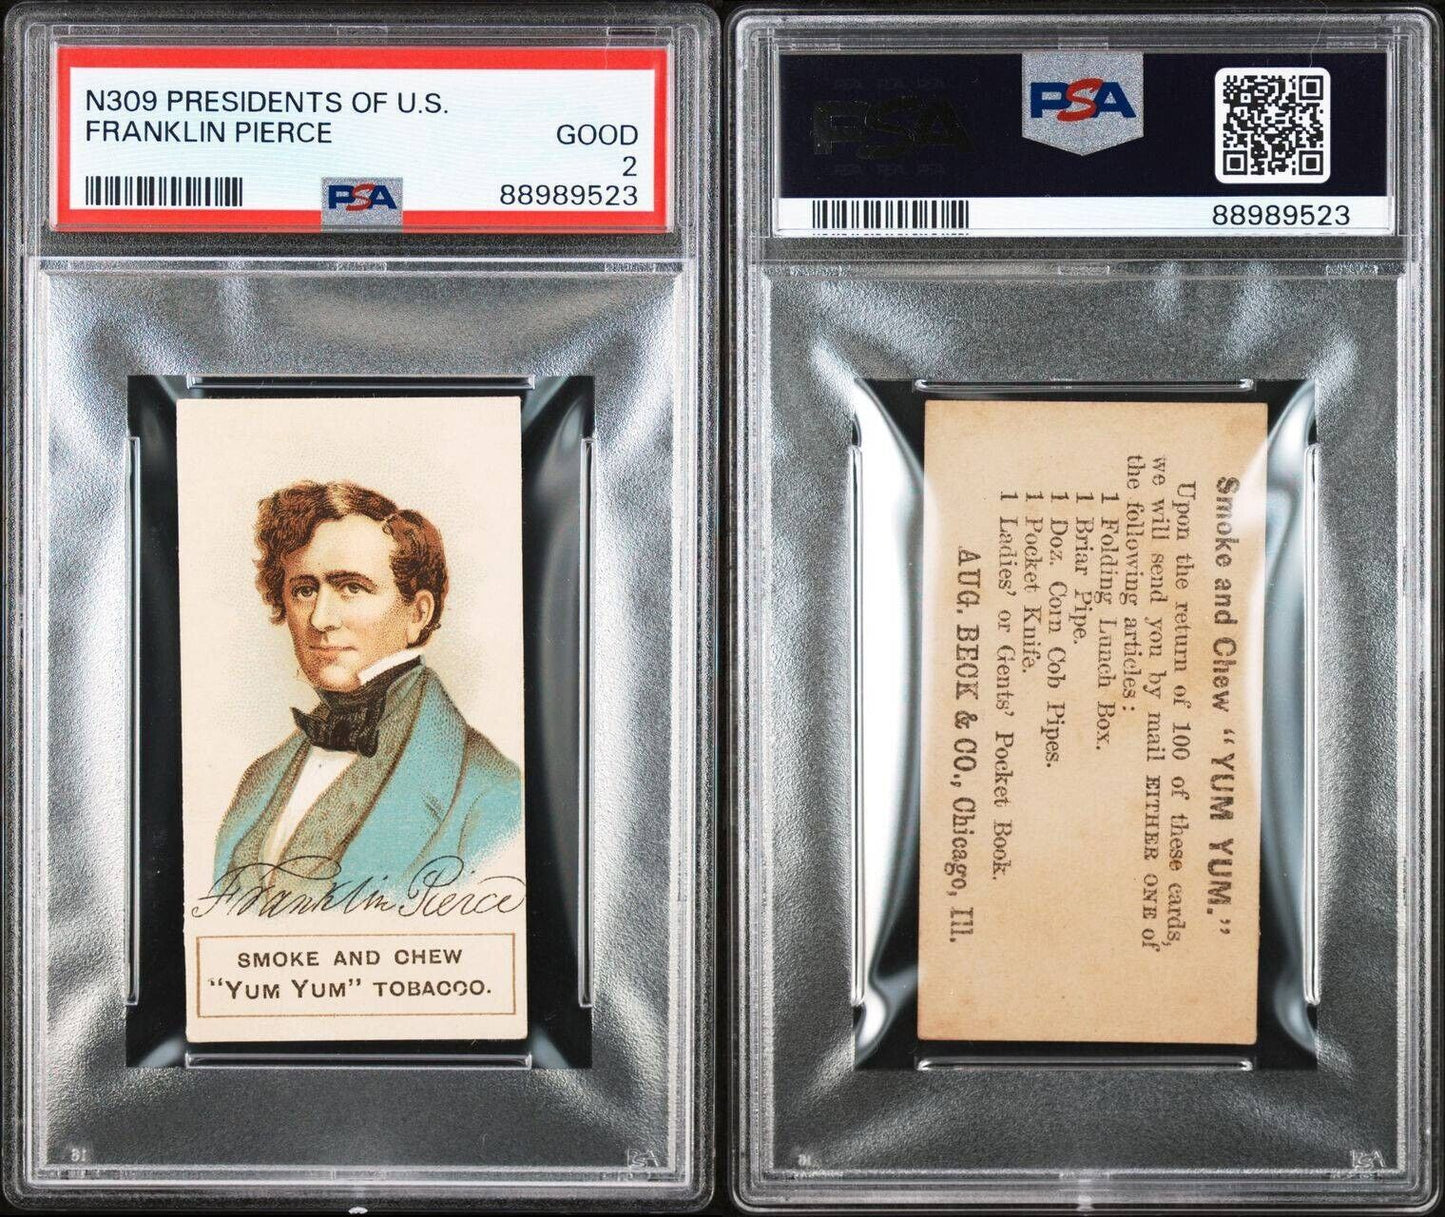 N309 PRESIDENTS OF U.S.
FRANKLIN PIERCE
GOOD
2
PSA
88989523
Franklin Pierce
SMOKE AND CHEW
"YUM YUM" TOBACCO.
PSA
PSA
PSA
88989523
Smoke and Chew "YUM YUM."
Upon the return of 100 of these cards,
we will send you by mail EITHER ONE of
the following articles:
1 Folding Lunch Box.
1 Briar Pipe.
1 Doz. Corn Cob Pipes.
1 Pocket Knife.
1 Ladies' or Gents' Pocket Book.
AUG. BECK & CO., Chicago, Ill.
PSA